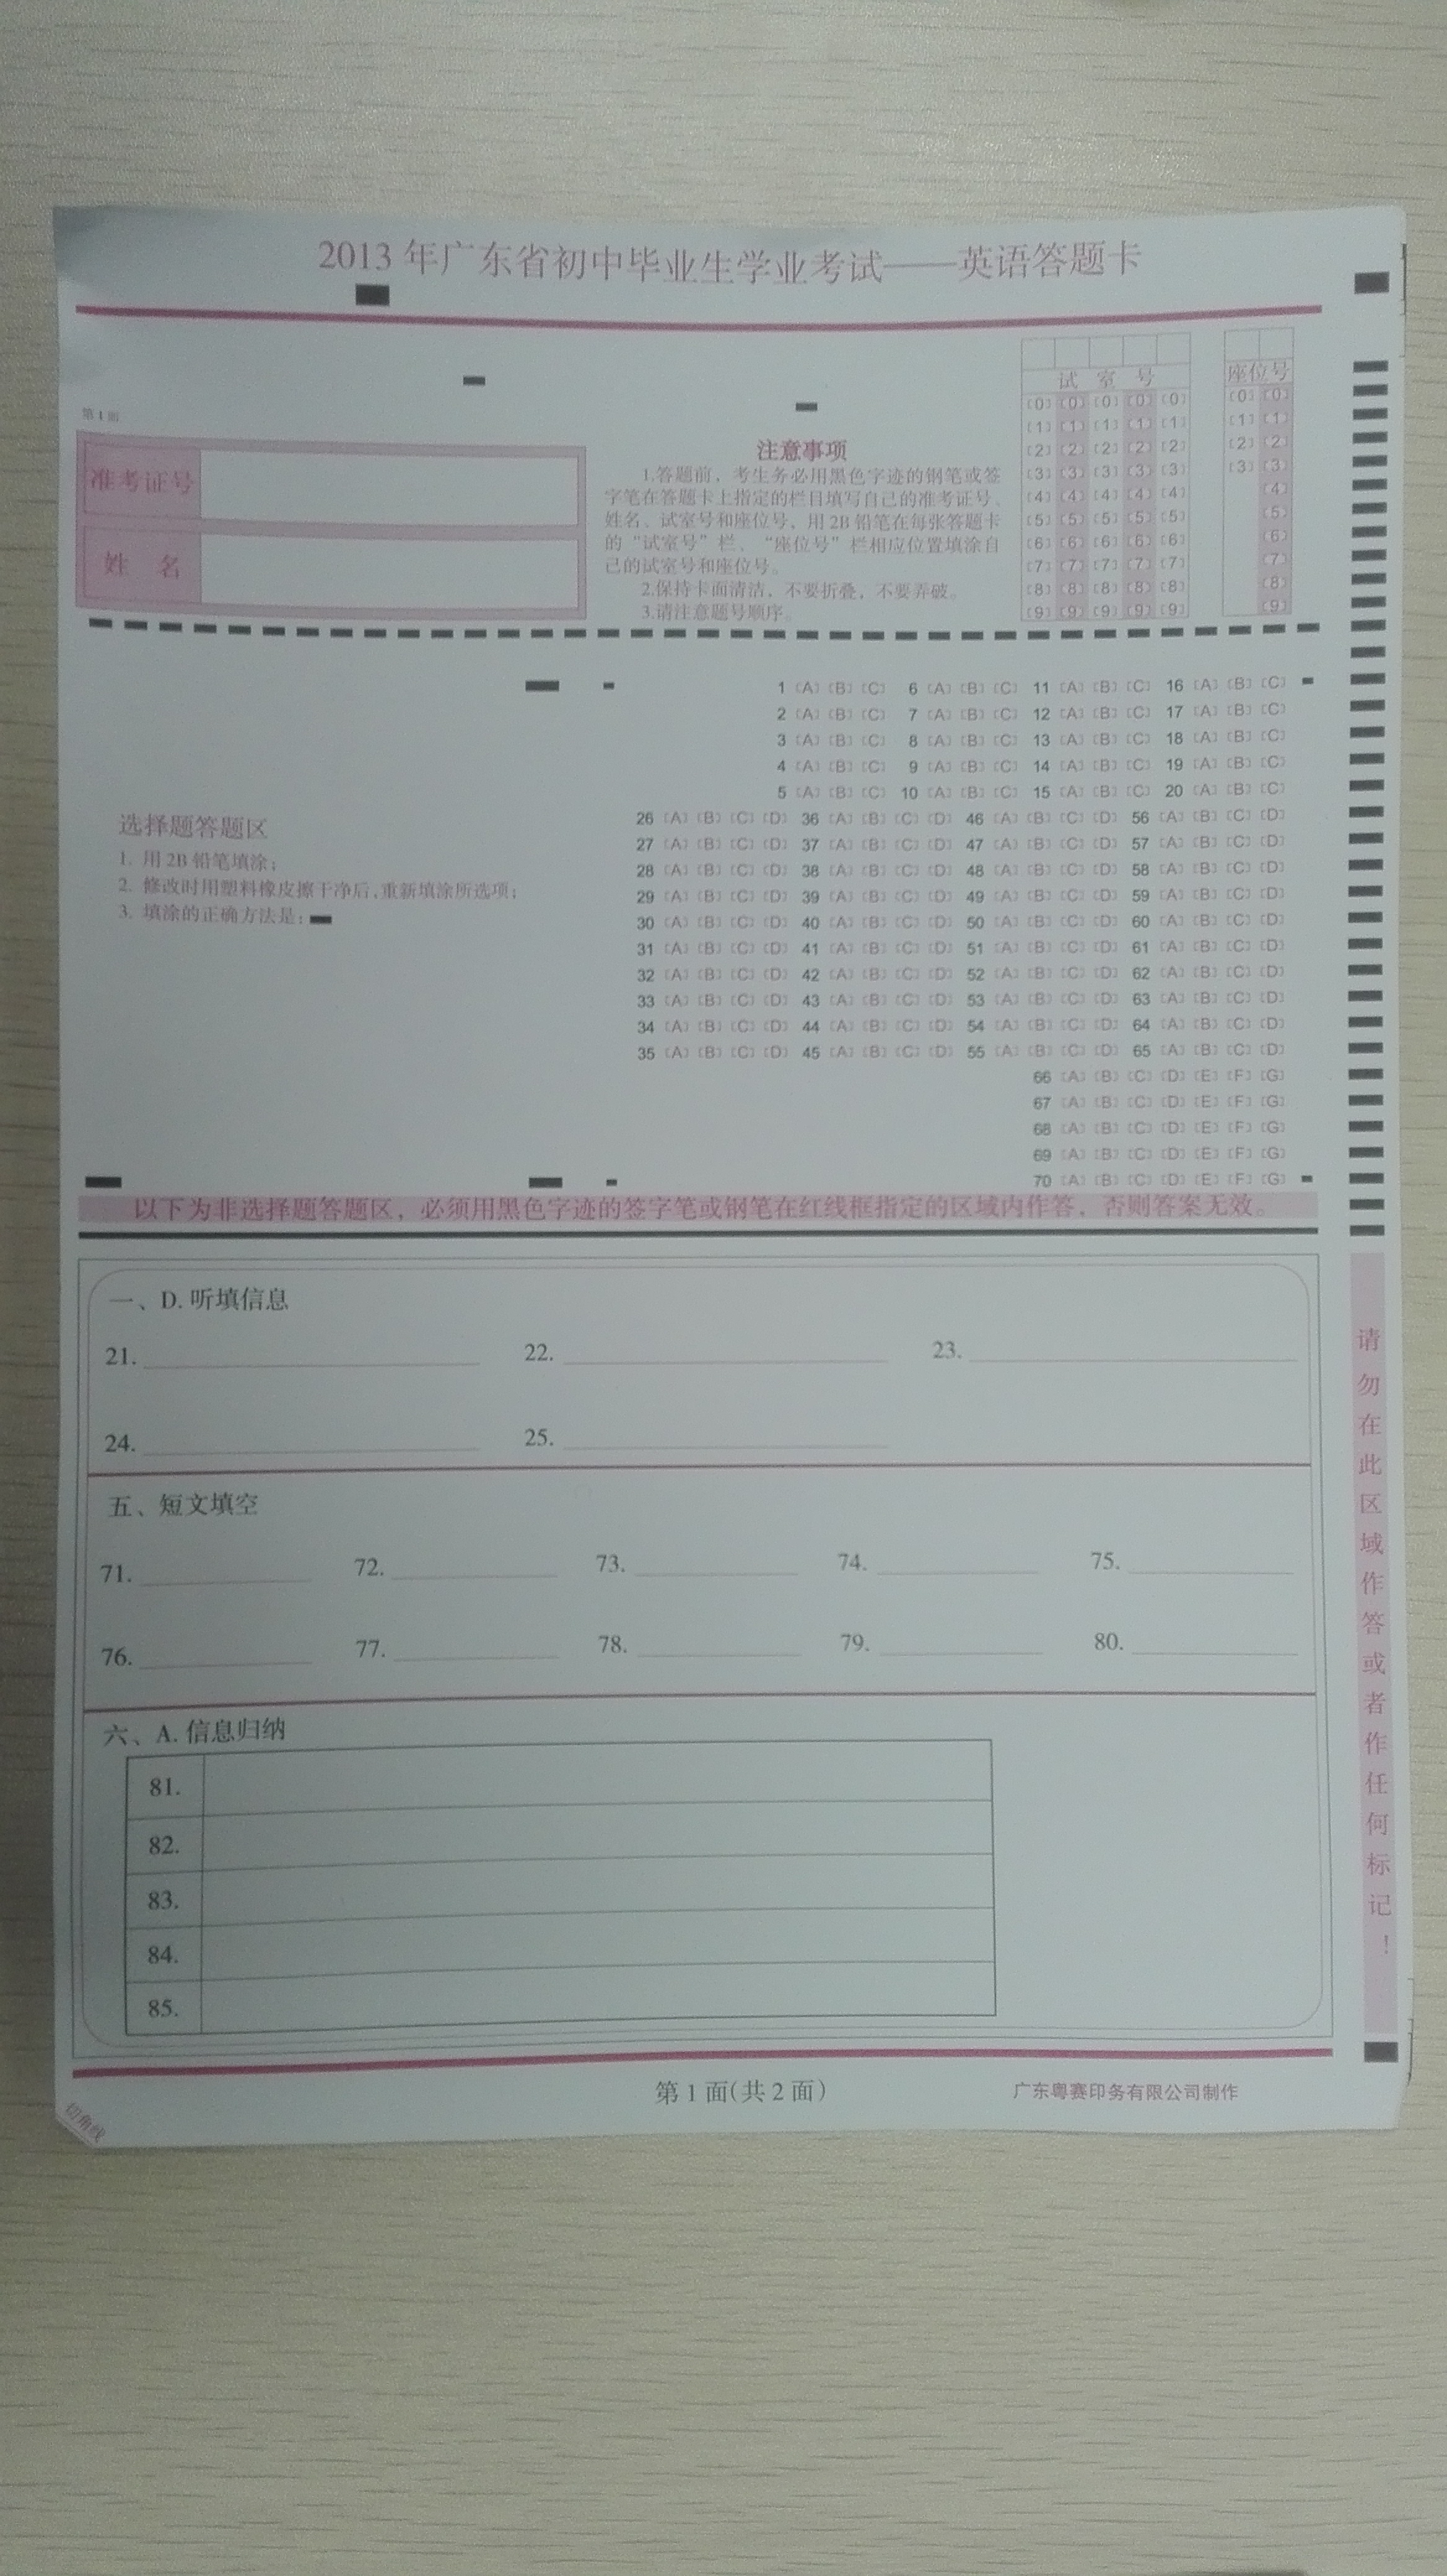 2013年广东省初中毕业生学业考试——英语答题卡
第1面
准考证号
姓 名
注意事项
1.答题前，考生务必用黑色字迹的钢笔或签
字笔在答题卡上指定的栏目填写自己的准考证号、
姓名、试室号和座位号，用2B铅笔在每张答题卡
的“试室号”栏、“座位号”栏相应位置填涂自
己的试室号和座位号。
2.保持卡面清洁，不要折叠，不要弄破。
3.请注意题号顺序。
试 室 号
[0] [0] [0] [0] [0]
[1] [1] [1] [1] [1]
[2] [2] [2] [2] [2]
[3] [3] [3] [3] [3]
[4] [4] [4] [4] [4]
[5] [5] [5] [5] [5]
[6] [6] [6] [6] [6]
[7] [7] [7] [7] [7]
[8] [8] [8] [8] [8]
[9] [9] [9] [9] [9]
座位号
[0] [0]
[1] [1]
[2] [2]
[3] [3]
[4]
[5]
[6]
[7]
[8]
[9]
选择题答题区
1. 用2B铅笔填涂；
2. 修改时用塑料橡皮擦干净后，重新填涂所选项；
3. 填涂的正确方法是：
1 [A] [B] [C] 6 [A] [B] [C] 11 [A] [B] [C] 16 [A] [B] [C]
2 [A] [B] [C] 7 [A] [B] [C] 12 [A] [B] [C] 17 [A] [B] [C]
3 [A] [B] [C] 8 [A] [B] [C] 13 [A] [B] [C] 18 [A] [B] [C]
4 [A] [B] [C] 9 [A] [B] [C] 14 [A] [B] [C] 19 [A] [B] [C]
5 [A] [B] [C] 10 [A] [B] [C] 15 [A] [B] [C] 20 [A] [B] [C]
26 [A] [B] [C] [D] 36 [A] [B] [C] [D] 46 [A] [B] [C] [D] 56 [A] [B] [C] [D]
27 [A] [B] [C] [D] 37 [A] [B] [C] [D] 47 [A] [B] [C] [D] 57 [A] [B] [C] [D]
28 [A] [B] [C] [D] 38 [A] [B] [C] [D] 48 [A] [B] [C] [D] 58 [A] [B] [C] [D]
29 [A] [B] [C] [D] 39 [A] [B] [C] [D] 49 [A] [B] [C] [D] 59 [A] [B] [C] [D]
30 [A] [B] [C] [D] 40 [A] [B] [C] [D] 50 [A] [B] [C] [D] 60 [A] [B] [C] [D]
31 [A] [B] [C] [D] 41 [A] [B] [C] [D] 51 [A] [B] [C] [D] 61 [A] [B] [C] [D]
32 [A] [B] [C] [D] 42 [A] [B] [C] [D] 52 [A] [B] [C] [D] 62 [A] [B] [C] [D]
33 [A] [B] [C] [D] 43 [A] [B] [C] [D] 53 [A] [B] [C] [D] 63 [A] [B] [C] [D]
34 [A] [B] [C] [D] 44 [A] [B] [C] [D] 54 [A] [B] [C] [D] 64 [A] [B] [C] [D]
35 [A] [B] [C] [D] 45 [A] [B] [C] [D] 55 [A] [B] [C] [D] 65 [A] [B] [C] [D]
66 [A] [B] [C] [D] [E] [F] [G]
67 [A] [B] [C] [D] [E] [F] [G]
68 [A] [B] [C] [D] [E] [F] [G]
69 [A] [B] [C] [D] [E] [F] [G]
70 [A] [B] [C] [D] [E] [F] [G]
以下为非选择题答题区，必须用黑色字迹的签字笔或钢笔在红线框指定的区域内作答，否则答案无效。
一、D. 听填信息
21. 22. 23.
24. 25.
五、短文填空
71. 72. 73. 74. 75.
76. 77. 78. 79. 80.
六、A. 信息归纳
81.
82.
83.
84.
85.
请勿在此区域作答或者作任何标记！
第1面(共2面)
广东粤赛印务有限公司制作
切角线